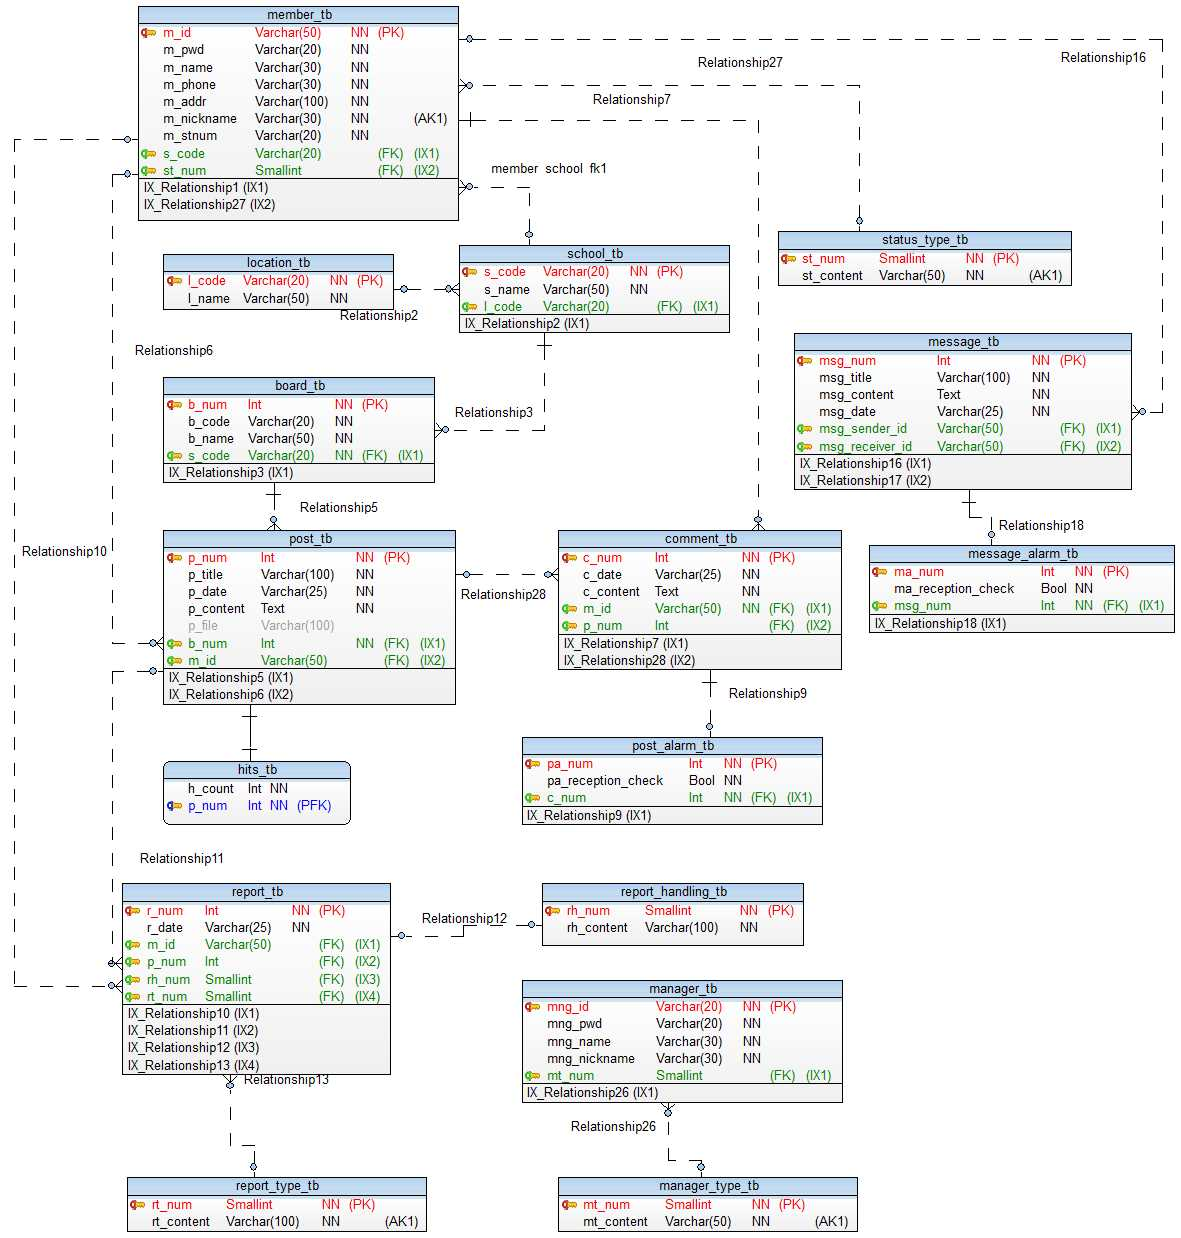 member_tb
m_id Varchar(50) NN (PK)
m_pwd Varchar(20) NN
m_name Varchar(30) NN
m_phone Varchar(30) NN
m_addr Varchar(100) NN
m_nickname Varchar(30) NN (AK1)
m_stnum Varchar(20) NN
s_code Varchar(20) (FK) (IX1)
st_num Smallint (FK) (IX2)
IX_Relationship1 (IX1)
IX_Relationship27 (IX2)
Relationship16
Relationship27
Relationship7
member school fk1
status_type_tb
st_num Smallint NN (PK)
st_content Varchar(50) NN (AK1)
location_tb
l_code Varchar(20) NN (PK)
l_name Varchar(50) NN
Relationship2
school_tb
s_code Varchar(20) NN (PK)
s_name Varchar(50) NN
l_code Varchar(20) (FK) (IX1)
IX_Relationship2 (IX1)
Relationship6
message_tb
msg_num Int NN (PK)
msg_title Varchar(100) NN
msg_content Text NN
msg_date Varchar(25) NN
msg_sender_id Varchar(50) (FK) (IX1)
msg_receiver_id Varchar(50) (FK) (IX2)
IX_Relationship16 (IX1)
IX_Relationship17 (IX2)
board_tb
b_num Int NN (PK)
b_code Varchar(20) NN
b_name Varchar(50) NN
s_code Varchar(20) NN (FK) (IX1)
IX_Relationship3 (IX1)
Relationship3
Relationship5
Relationship18
Relationship10
post_tb
p_num Int NN (PK)
p_title Varchar(100) NN
p_date Varchar(25) NN
p_content Text NN
p_file Varchar(100)
b_num Int NN (FK) (IX1)
m_id Varchar(50) (FK) (IX2)
IX_Relationship5 (IX1)
IX_Relationship6 (IX2)
Relationship28
comment_tb
c_num Int NN (PK)
c_date Varchar(25) NN
c_content Text NN
m_id Varchar(50) NN (FK) (IX1)
p_num Int (FK) (IX2)
IX_Relationship7 (IX1)
IX_Relationship28 (IX2)
message_alarm_tb
ma_num Int NN (PK)
ma_reception_check Bool NN
msg_num Int NN (FK) (IX1)
IX_Relationship18 (IX1)
Relationship9
post_alarm_tb
pa_num Int NN (PK)
pa_reception_check Bool NN
c_num Int NN (FK) (IX1)
IX_Relationship9 (IX1)
hits_tb
h_count Int NN
p_num Int NN (PFK)
Relationship11
report_tb
r_num Int NN (PK)
r_date Varchar(25) NN
m_id Varchar(50) (FK) (IX1)
p_num Int (FK) (IX2)
rh_num Smallint (FK) (IX3)
rt_num Smallint (FK) (IX4)
IX_Relationship10 (IX1)
IX_Relationship11 (IX2)
IX_Relationship12 (IX3)
IX_Relationship13 (IX4)
Relationship12
report_handling_tb
rh_num Smallint NN (PK)
rh_content Varchar(100) NN
manager_tb
mng_id Varchar(20) NN (PK)
mng_pwd Varchar(20) NN
mng_name Varchar(30) NN
mng_nickname Varchar(30) NN
mt_num Smallint (FK) (IX1)
IX_Relationship26 (IX1)
Relationship13
Relationship26
report_type_tb
rt_num Smallint NN (PK)
rt_content Varchar(100) NN (AK1)
manager_type_tb
mt_num Smallint NN (PK)
mt_content Varchar(50) NN (AK1)